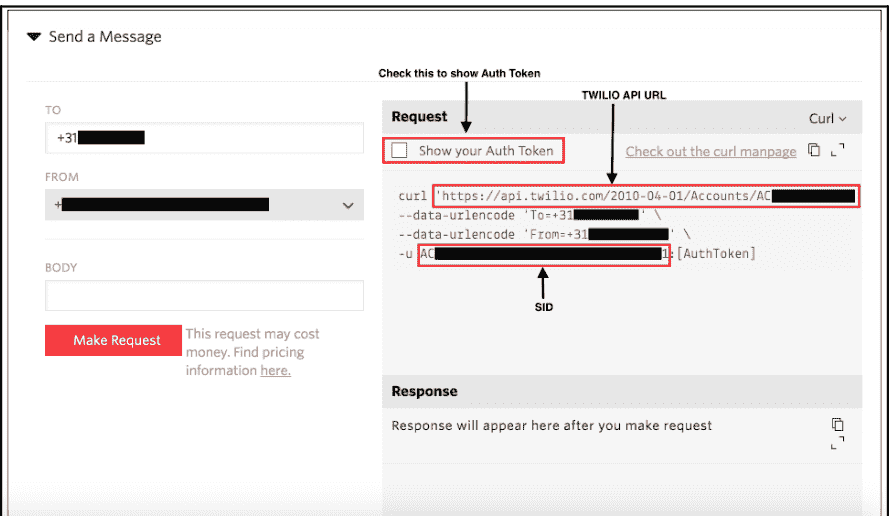 Send a Message
Check this to show Auth Token
TWILIO API URL
TO
+31
FROM
+
BODY
Make Request
This request may cost
money. Find pricing
information here.
Request
Curl
Show your Auth Token
Check out the curl manpage
curl 'https://api.twilio.com/2010-04-01/Accounts/AC
--data-urlencode 'To=+31' \
--data-urlencode 'From=+31' \
-u AC1:[AuthToken]
SID
Response
Response will appear here after you make request